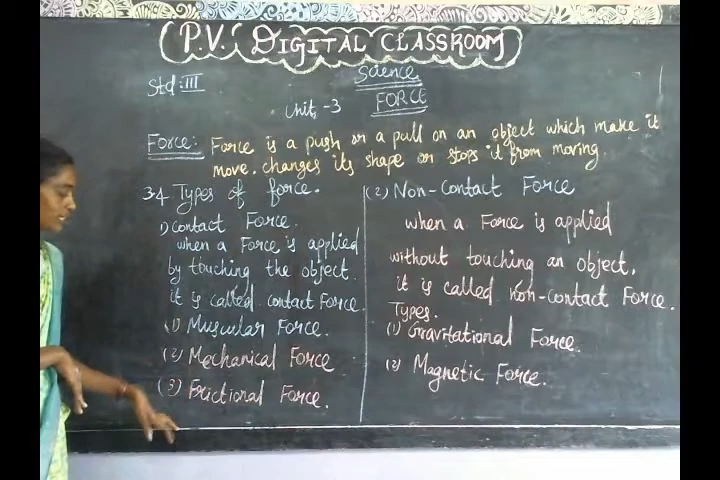 P.V. DIGITAL CLASSROOM
Std:III
Science
Unit -3
FORCE
Force: Force is a push or a pull on an object which make it
move. changes its shape or stops it from moving.
3.4 Types of force.
1) Contact Force.
when a Force is applied
by touching the object.
it is called contact Force.
(1) Muscular Force.
(2) Mechanical Force
(3) Frictional Force.
(2) Non-Contact Force
when a Force is applied
without touching an object.
it is called Non-contact Force.
Types.
(1) Gravitational Force.
(2) Magnetic Force.